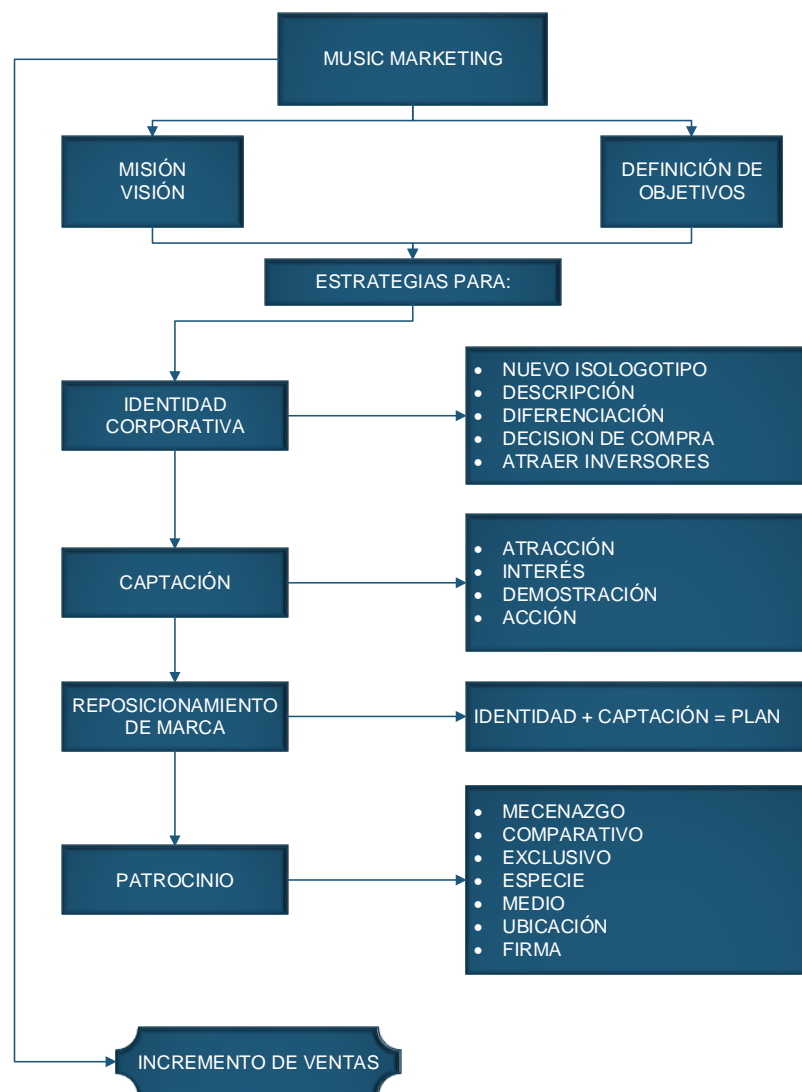 MUSIC MARKETING
MISIÓN
VISIÓN
DEFINICIÓN DE
OBJETIVOS
ESTRATEGIAS PARA:
IDENTIDAD
CORPORATIVA
• NUEVO ISOLOGOTIPO
• DESCRIPCIÓN
• DIFERENCIACIÓN
• DECISION DE COMPRA
• ATRAER INVERSORES
CAPTACIÓN
• ATRACCIÓN
• INTERÉS
• DEMOSTRACIÓN
• ACCIÓN
REPOSICIONAMIENTO
DE MARCA
IDENTIDAD + CAPTACIÓN = PLAN
PATROCINIO
• MECENAZGO
• COMPARATIVO
• EXCLUSIVO
• ESPECIE
• MEDIO
• UBICACIÓN
• FIRMA
INCREMENTO DE VENTAS